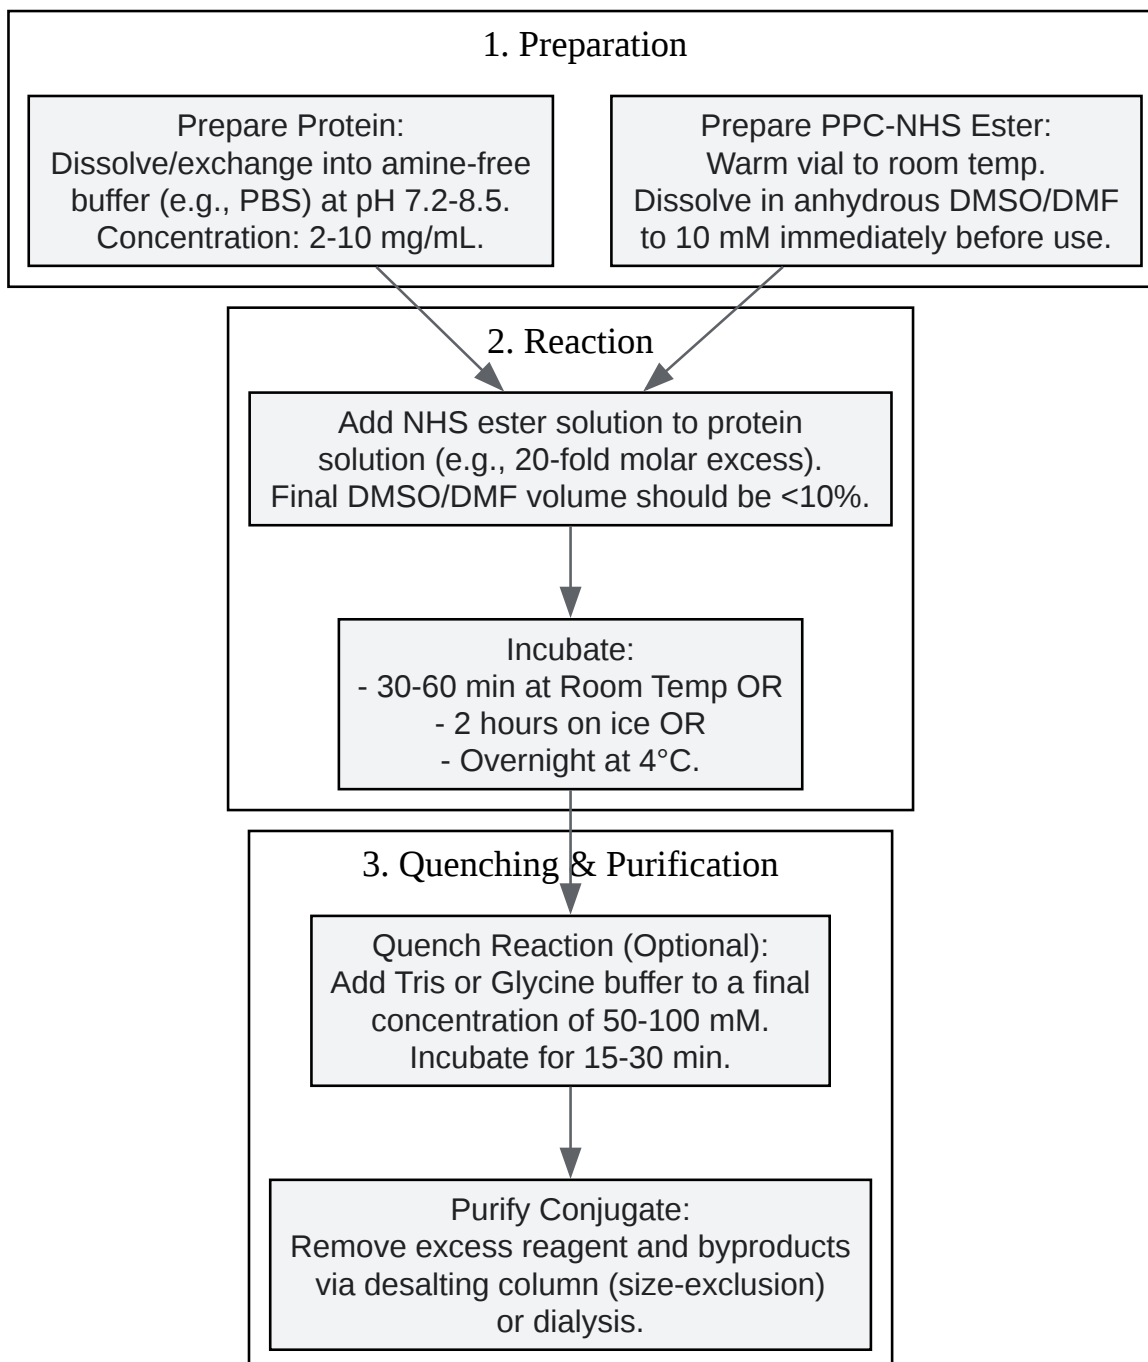 1. Preparation
Prepare Protein:
Dissolve/exchange into amine-free
buffer (e.g., PBS) at pH 7.2-8.5.
Concentration: 2-10 mg/mL.
Prepare PPC-NHS Ester:
Warm vial to room temp.
Dissolve in anhydrous DMSO/DMF
to 10 mM immediately before use.
2. Reaction
Add NHS ester solution to protein
solution (e.g., 20-fold molar excess).
Final DMSO/DMF volume should be <10%.
Incubate:
- 30-60 min at Room Temp OR
- 2 hours on ice OR
- Overnight at 4°C.
3. Quenching & Purification
Quench Reaction (Optional):
Add Tris or Glycine buffer to a final
concentration of 50-100 mM.
Incubate for 15-30 min.
Purify Conjugate:
Remove excess reagent and byproducts
via desalting column (size-exclusion)
or dialysis.